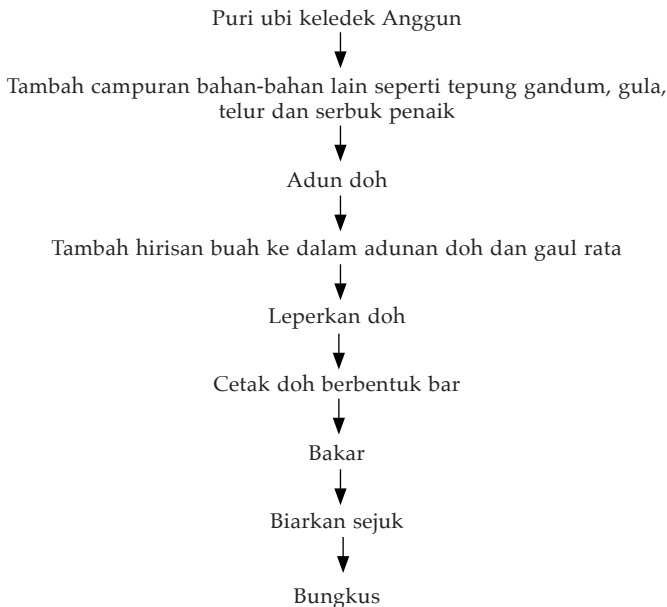 Puri ubi keledek Anggun
Tambah campuran bahan-bahan lain seperti tepung gandum, gula,
telur dan serbuk penaik
Adun doh
Tambah hirisan buah ke dalam adunan doh dan gaul rata
Leperkan doh
Cetak doh berbentuk bar
Bakar
Biarkan sejuk
Bungkus